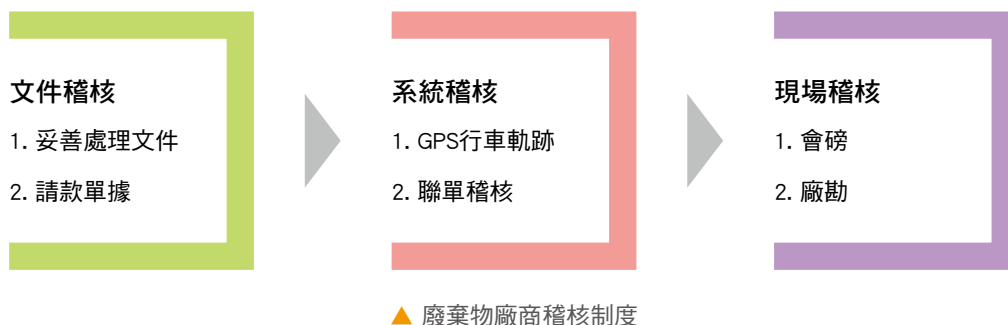 文件稽核
1. 妥善處理文件
2. 請款單據
系統稽核
1. GPS行車軌跡
2. 聯單稽核
現場稽核
1. 會磅
2. 廠勘
▲ 廢棄物廠商稽核制度